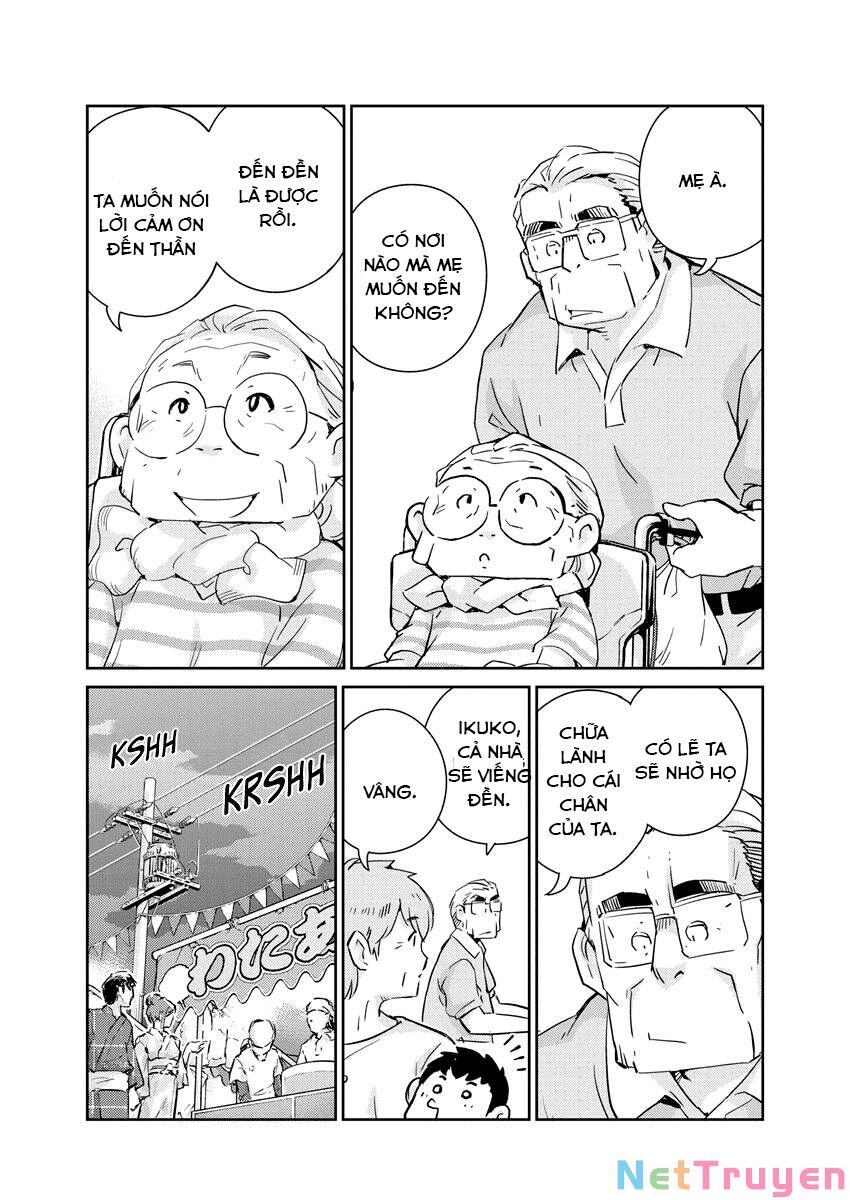 MẸ À.
CÓ NƠI
NÀO MÀ MẸ
MUỐN ĐẾN
KHÔNG?
ĐẾN ĐỀN
LÀ ĐƯỢC
RỒI.
TA MUỐN NÓI
LỜI CẢM ƠN
ĐẾN THẦN
CÓ LẼ TA
SẼ NHỜ HỌ
CHỮA
LÀNH
CHO CÁI
CHÂN
CỦA TA.
IKUKO,
CẢ NHÀ
SẼ VIẾNG
ĐỀN.
VÂNG.
KSHH
KRSHH
わたあ
NetTruyen